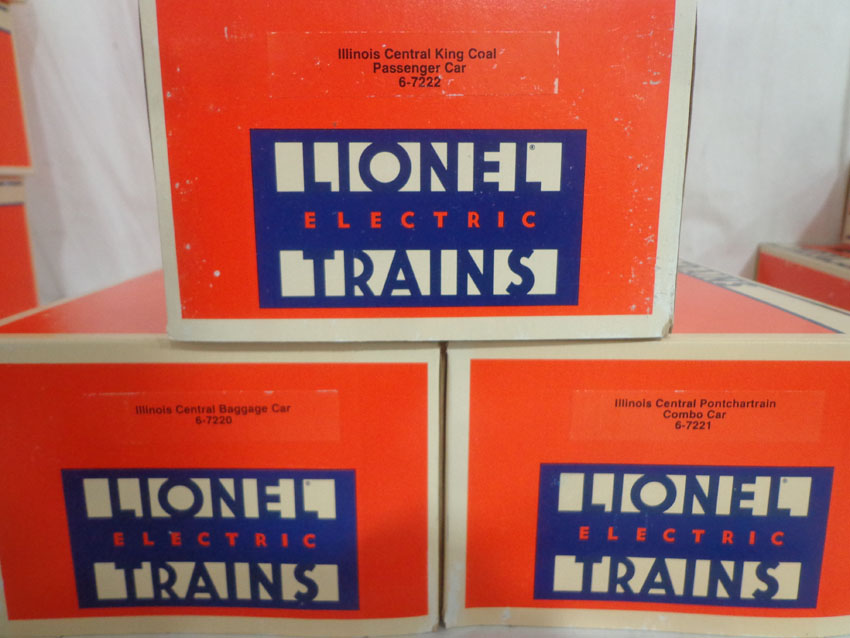 Illinois Central King Coal
Passenger Car
6-7222
LIONEL®
ELECTRIC
TRAINS
Illinois Central Baggage Car
6-7220
LIONEL®
ELECTRIC
TRAINS
Illinois Central Pontchartrain
Combo Car
6-7221
LIONEL®
ELECTRIC
TRAINS